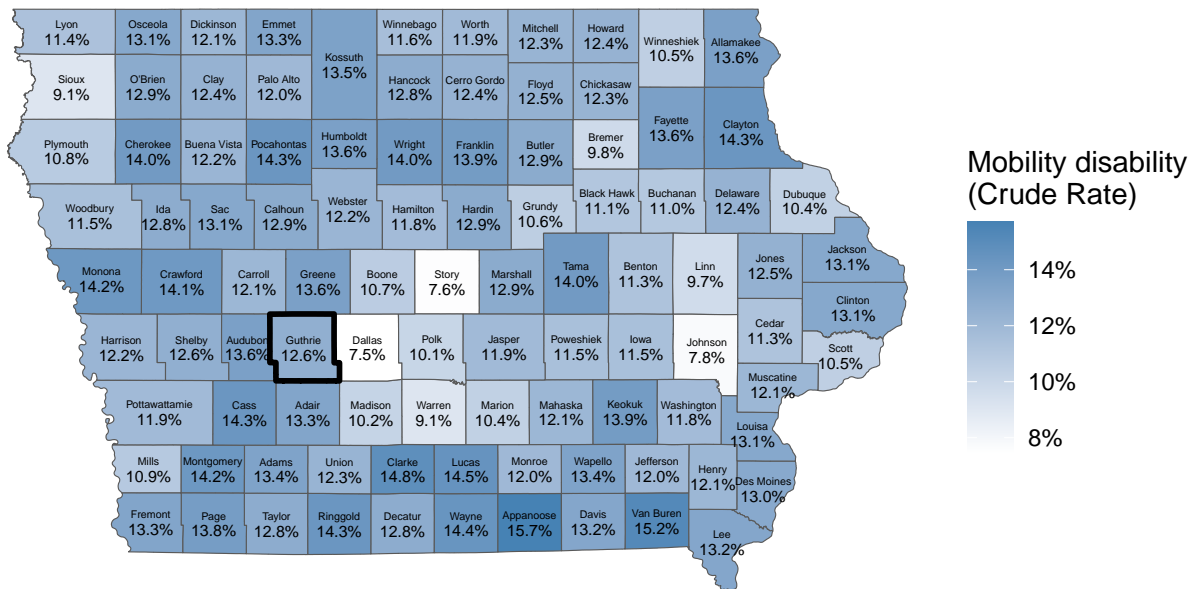 Lyon
11.4%
Osceola
13.1%
Dickinson
12.1%
Emmet
13.3%
Kossuth
13.5%
Winnebago
11.6%
Worth
11.9%
Mitchell
12.3%
Howard
12.4%
Winneshiek
10.5%
Allamakee
13.6%
Sioux
9.1%
O'Brien
12.9%
Clay
12.4%
Palo Alto
12.0%
Hancock
12.8%
Cerro Gordo
12.4%
Floyd
12.5%
Chickasaw
12.3%
Fayette
13.6%
Clayton
14.3%
Plymouth
10.8%
Cherokee
14.0%
Buena Vista
12.2%
Pocahontas
14.3%
Humboldt
13.6%
Wright
14.0%
Franklin
13.9%
Butler
12.9%
Bremer
9.8%
Woodbury
11.5%
Ida
12.8%
Sac
13.1%
Calhoun
12.9%
Webster
12.2%
Hamilton
11.8%
Hardin
12.9%
Grundy
10.6%
Black Hawk
11.1%
Buchanan
11.0%
Delaware
12.4%
Dubuque
10.4%
Monona
14.2%
Crawford
14.1%
Carroll
12.1%
Greene
13.6%
Boone
10.7%
Story
7.6%
Marshall
12.9%
Tama
14.0%
Benton
11.3%
Linn
9.7%
Jones
12.5%
Jackson
13.1%
Clinton
13.1%
Harrison
12.2%
Shelby
12.6%
Audubon
13.6%
Guthrie
12.6%
Dallas
7.5%
Polk
10.1%
Jasper
11.9%
Poweshiek
11.5%
Iowa
11.5%
Johnson
7.8%
Cedar
11.3%
Scott
10.5%
Muscatine
12.1%
Pottawattamie
11.9%
Cass
14.3%
Adair
13.3%
Madison
10.2%
Warren
9.1%
Marion
10.4%
Mahaska
12.1%
Keokuk
13.9%
Washington
11.8%
Louisa
13.1%
Mills
10.9%
Montgomery
14.2%
Adams
13.4%
Union
12.3%
Clarke
14.8%
Lucas
14.5%
Monroe
12.0%
Wapello
13.4%
Jefferson
12.0%
Henry
12.1%
Des Moines
13.0%
Fremont
13.3%
Page
13.8%
Taylor
12.8%
Ringgold
14.3%
Decatur
12.8%
Wayne
14.4%
Appanoose
15.7%
Davis
13.2%
Van Buren
15.2%
Lee
13.2%
Mobility disability
(Crude Rate)
14%
12%
10%
8%